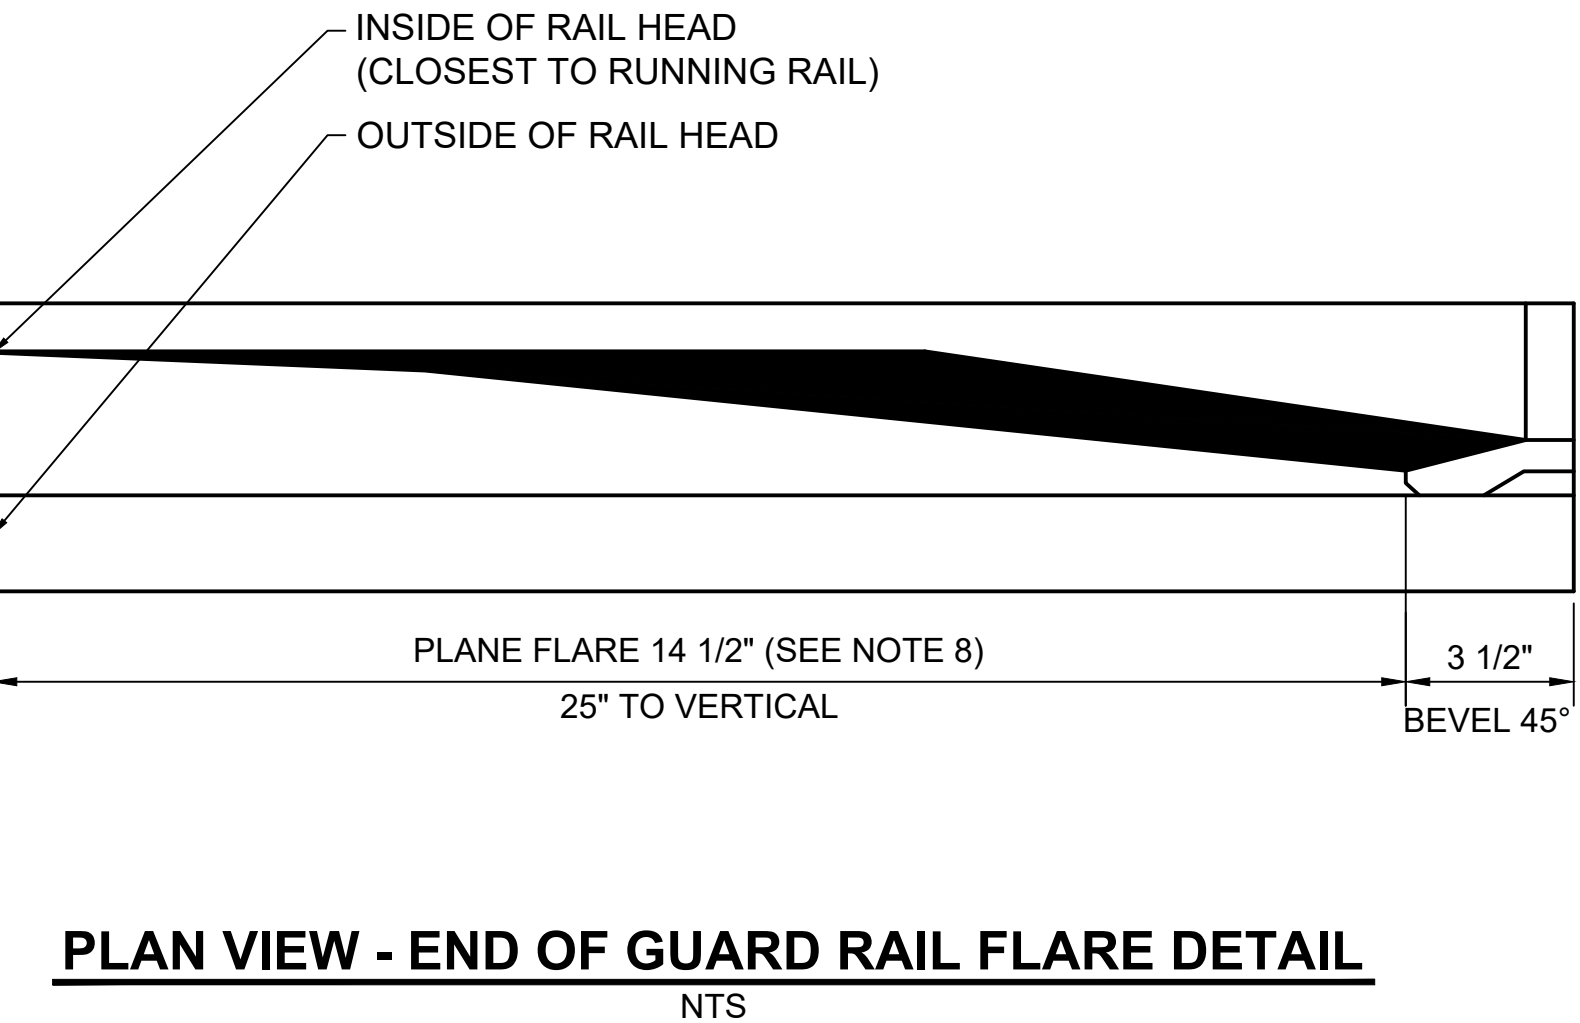 INSIDE OF RAIL HEAD
(CLOSEST TO RUNNING RAIL)
OUTSIDE OF RAIL HEAD
PLANE FLARE 14 1/2" (SEE NOTE 8)
25" TO VERTICAL
3 1/2"
BEVEL 45°
PLAN VIEW - END OF GUARD RAIL FLARE DETAIL
NTS